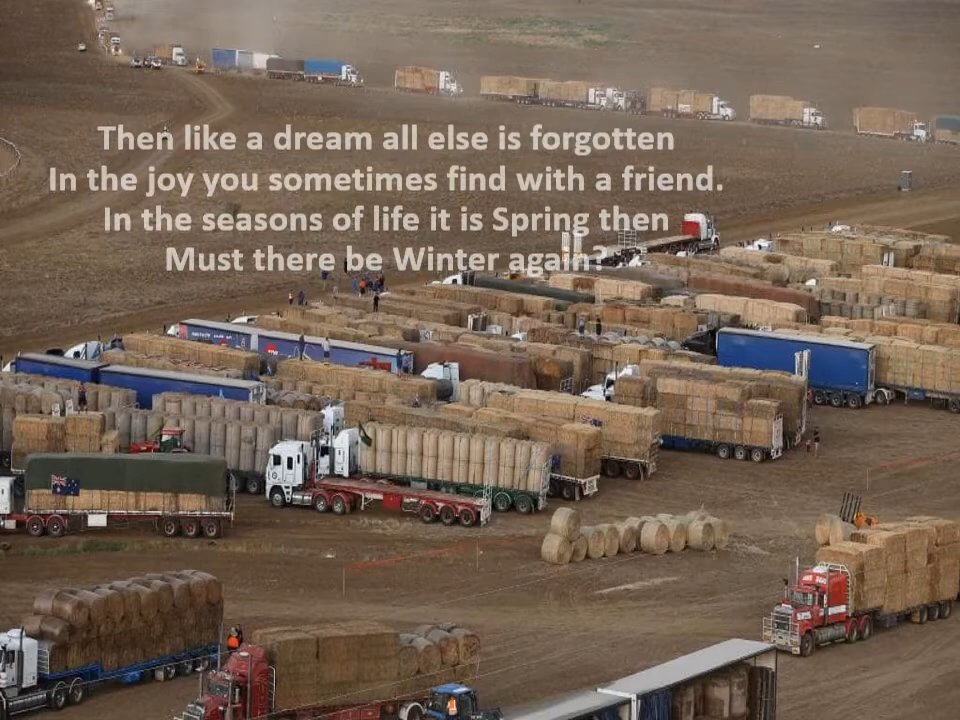 Then like a dream all else is forgotten
In the joy you sometimes find with a friend.
In the seasons of life it is Spring then
Must there be Winter again?